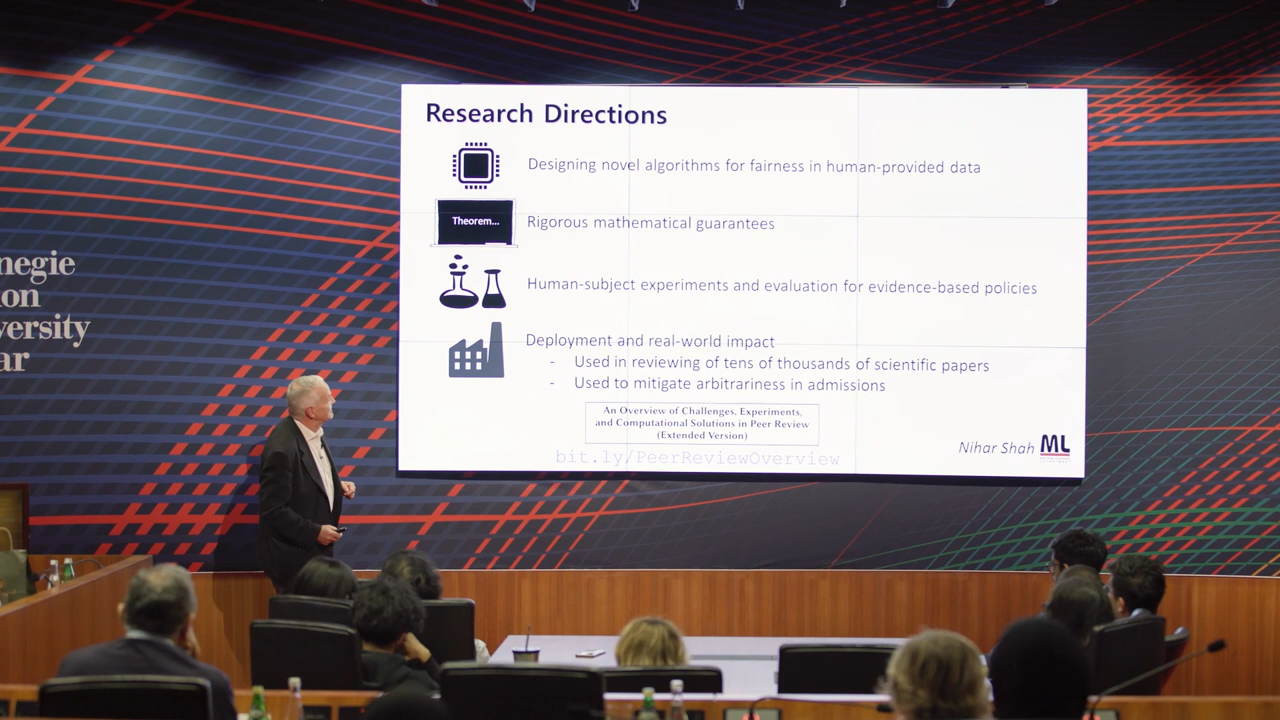 Research Directions
Designing novel algorithms for fairness in human-provided data
Theorem...
Rigorous mathematical guarantees
Human-subject experiments and evaluation for evidence-based policies
Deployment and real-world impact
- Used in reviewing of tens of thousands of scientific papers
- Used to mitigate arbitrariness in admissions
An Overview of Challenges, Experiments,
and Computational Solutions in Peer Review
(Extended Version)
bit.ly/PeerReviewOverview
Nihar Shah ML
negie
on
versity
ar